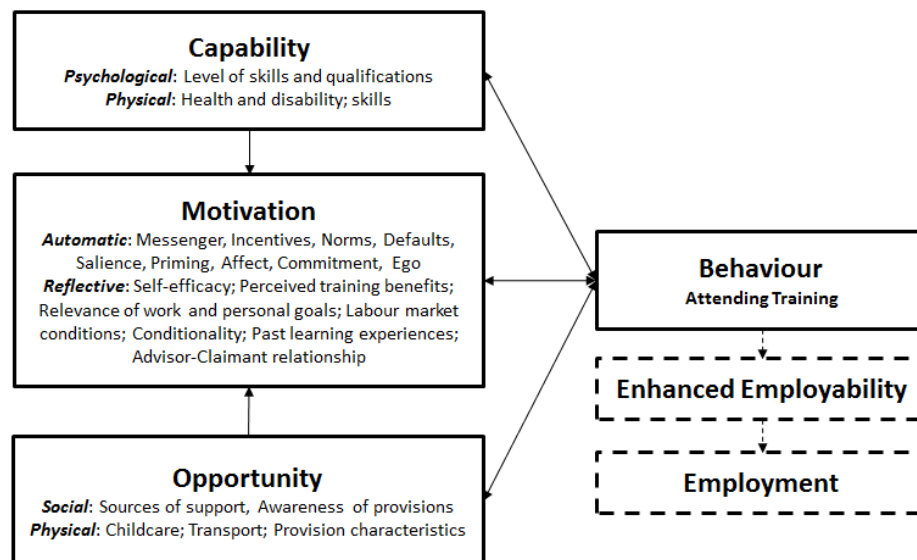 Capability
Psychological: Level of skills and qualifications
Physical: Health and disability; skills
Motivation
Automatic: Messenger, Incentives, Norms, Defaults,
Salience, Priming, Affect, Commitment, Ego
Reflective: Self-efficacy; Perceived training benefits;
Relevance of work and personal goals; Labour market
conditions; Conditionality; Past learning experiences;
Advisor-Claimant relationship
Opportunity
Social: Sources of support, Awareness of provisions
Physical: Childcare; Transport; Provision characteristics
Behaviour
Attending Training
Enhanced Employability
Employment